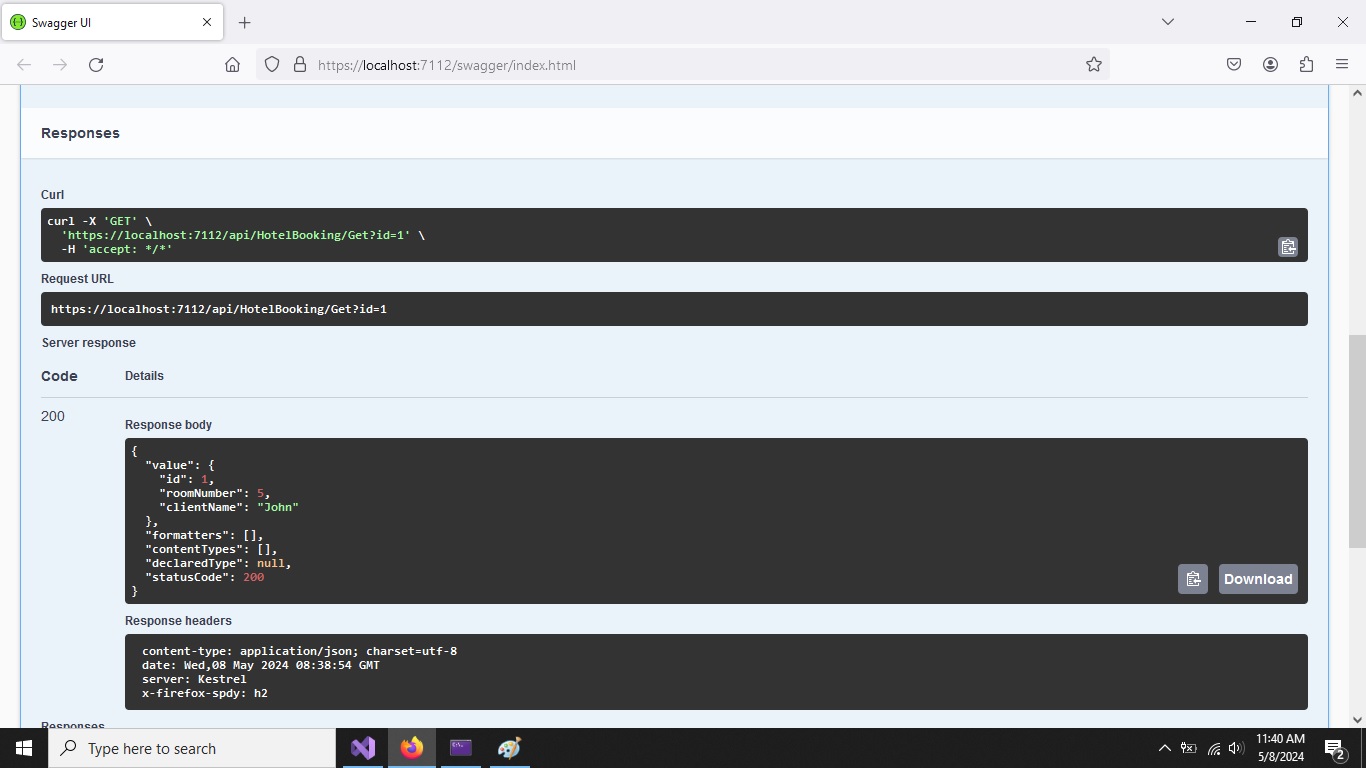 Swagger UI
https://localhost:7112/swagger/index.html
Responses
Curl
curl -X 'GET' \
  'https://localhost:7112/api/HotelBooking/Get?id=1' \
  -H 'accept: */*'
Request URL
https://localhost:7112/api/HotelBooking/Get?id=1
Server response
Code Details
200
Response body
{
  "value": {
    "id": 1,
    "roomNumber": 5,
    "clientName": "John"
  },
  "formatters": [],
  "contentTypes": [],
  "declaredType": null,
  "statusCode": 200
}
Download
Response headers
content-type: application/json; charset=utf-8
date: Wed,08 May 2024 08:38:54 GMT
server: Kestrel
x-firefox-spdy: h2
Responses
Type here to search
11:40 AM
5/8/2024
2